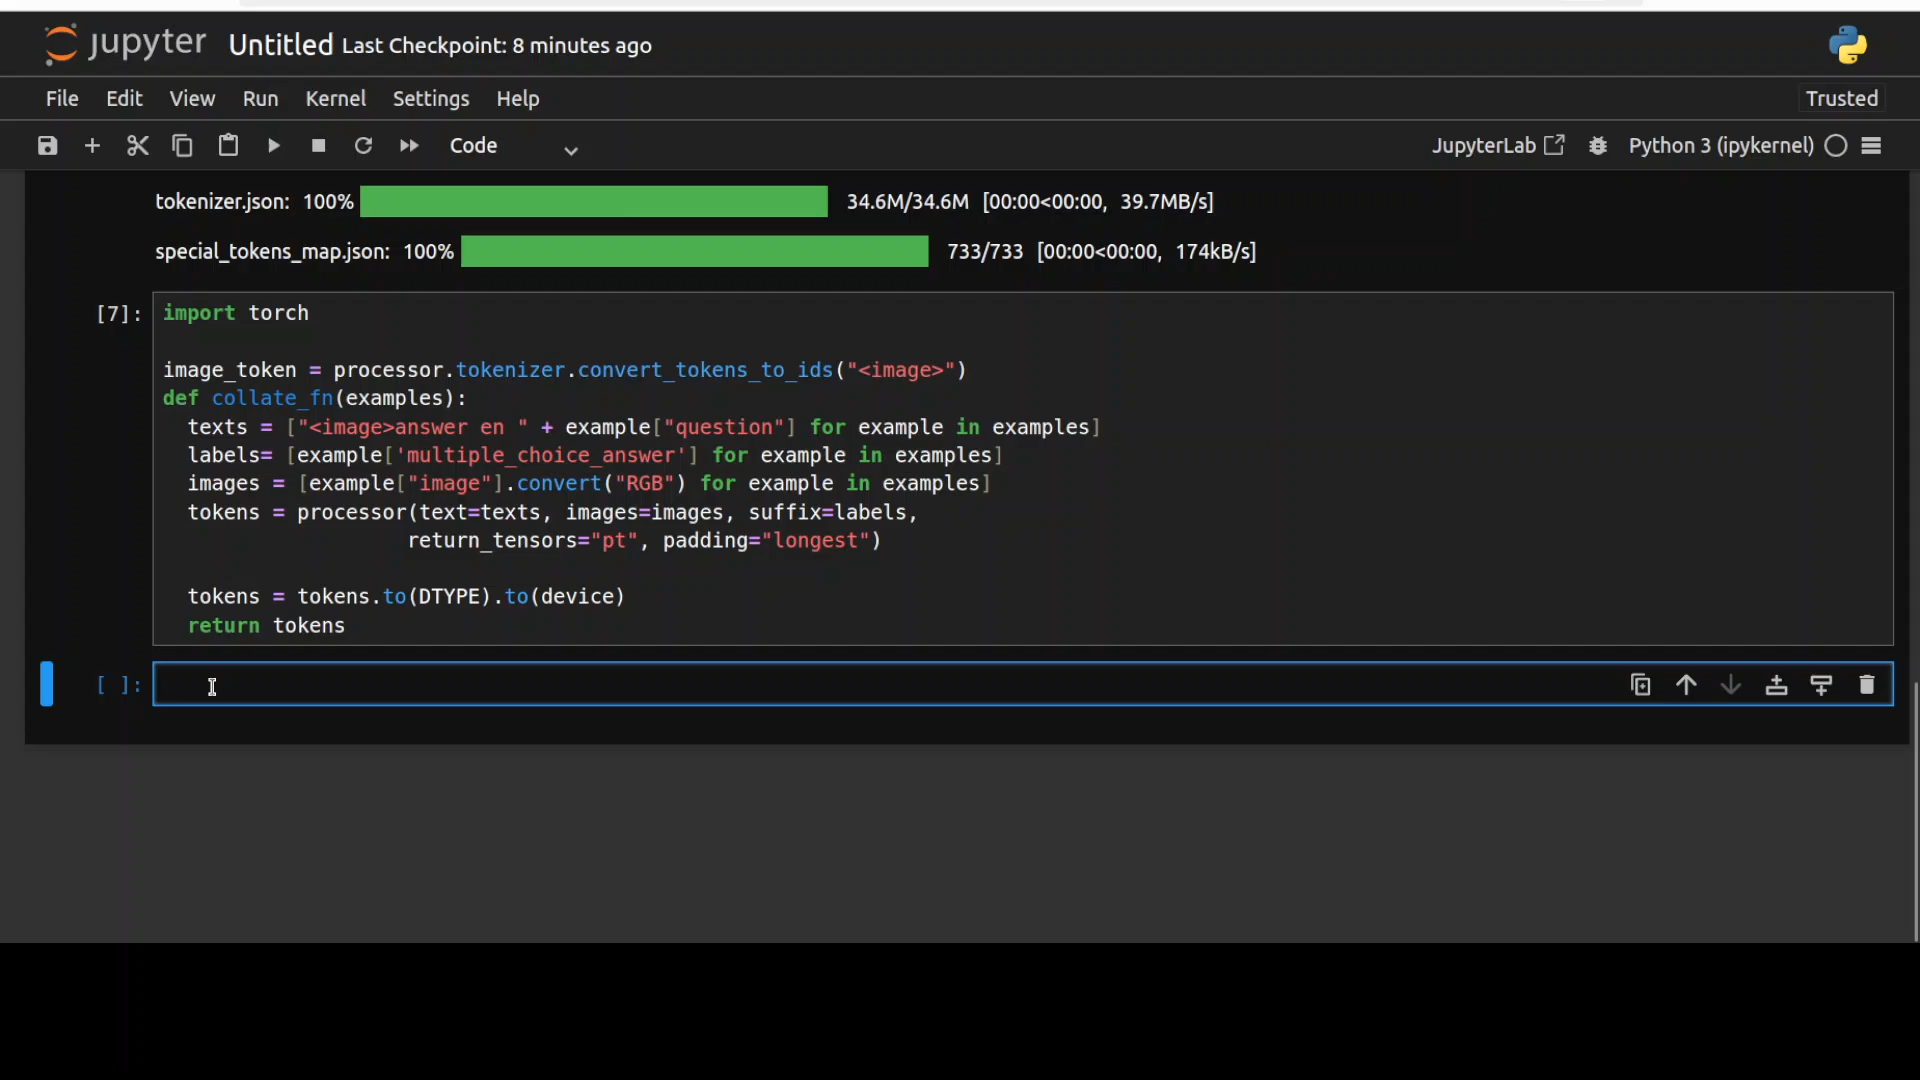 jupyter Untitled Last Checkpoint: 8 minutes ago
File Edit View Run Kernel Settings Help Trusted
Code JupyterLab Python 3 (ipykernel)
tokenizer.json: 100% 34.6M/34.6M [00:00<00:00, 39.7MB/s]
special_tokens_map.json: 100% 733/733 [00:00<00:00, 174kB/s]
[7]: import torch
image_token = processor.tokenizer.convert_tokens_to_ids("<image>")
def collate_fn(examples):
  texts = ["<image>answer en " + example["question"] for example in examples]
  labels= [example['multiple_choice_answer'] for example in examples]
  images = [example["image"].convert("RGB") for example in examples]
  tokens = processor(text=texts, images=images, suffix=labels,
                    return_tensors="pt", padding="longest")
  tokens = tokens.to(DTYPE).to(device)
  return tokens
[ ]: